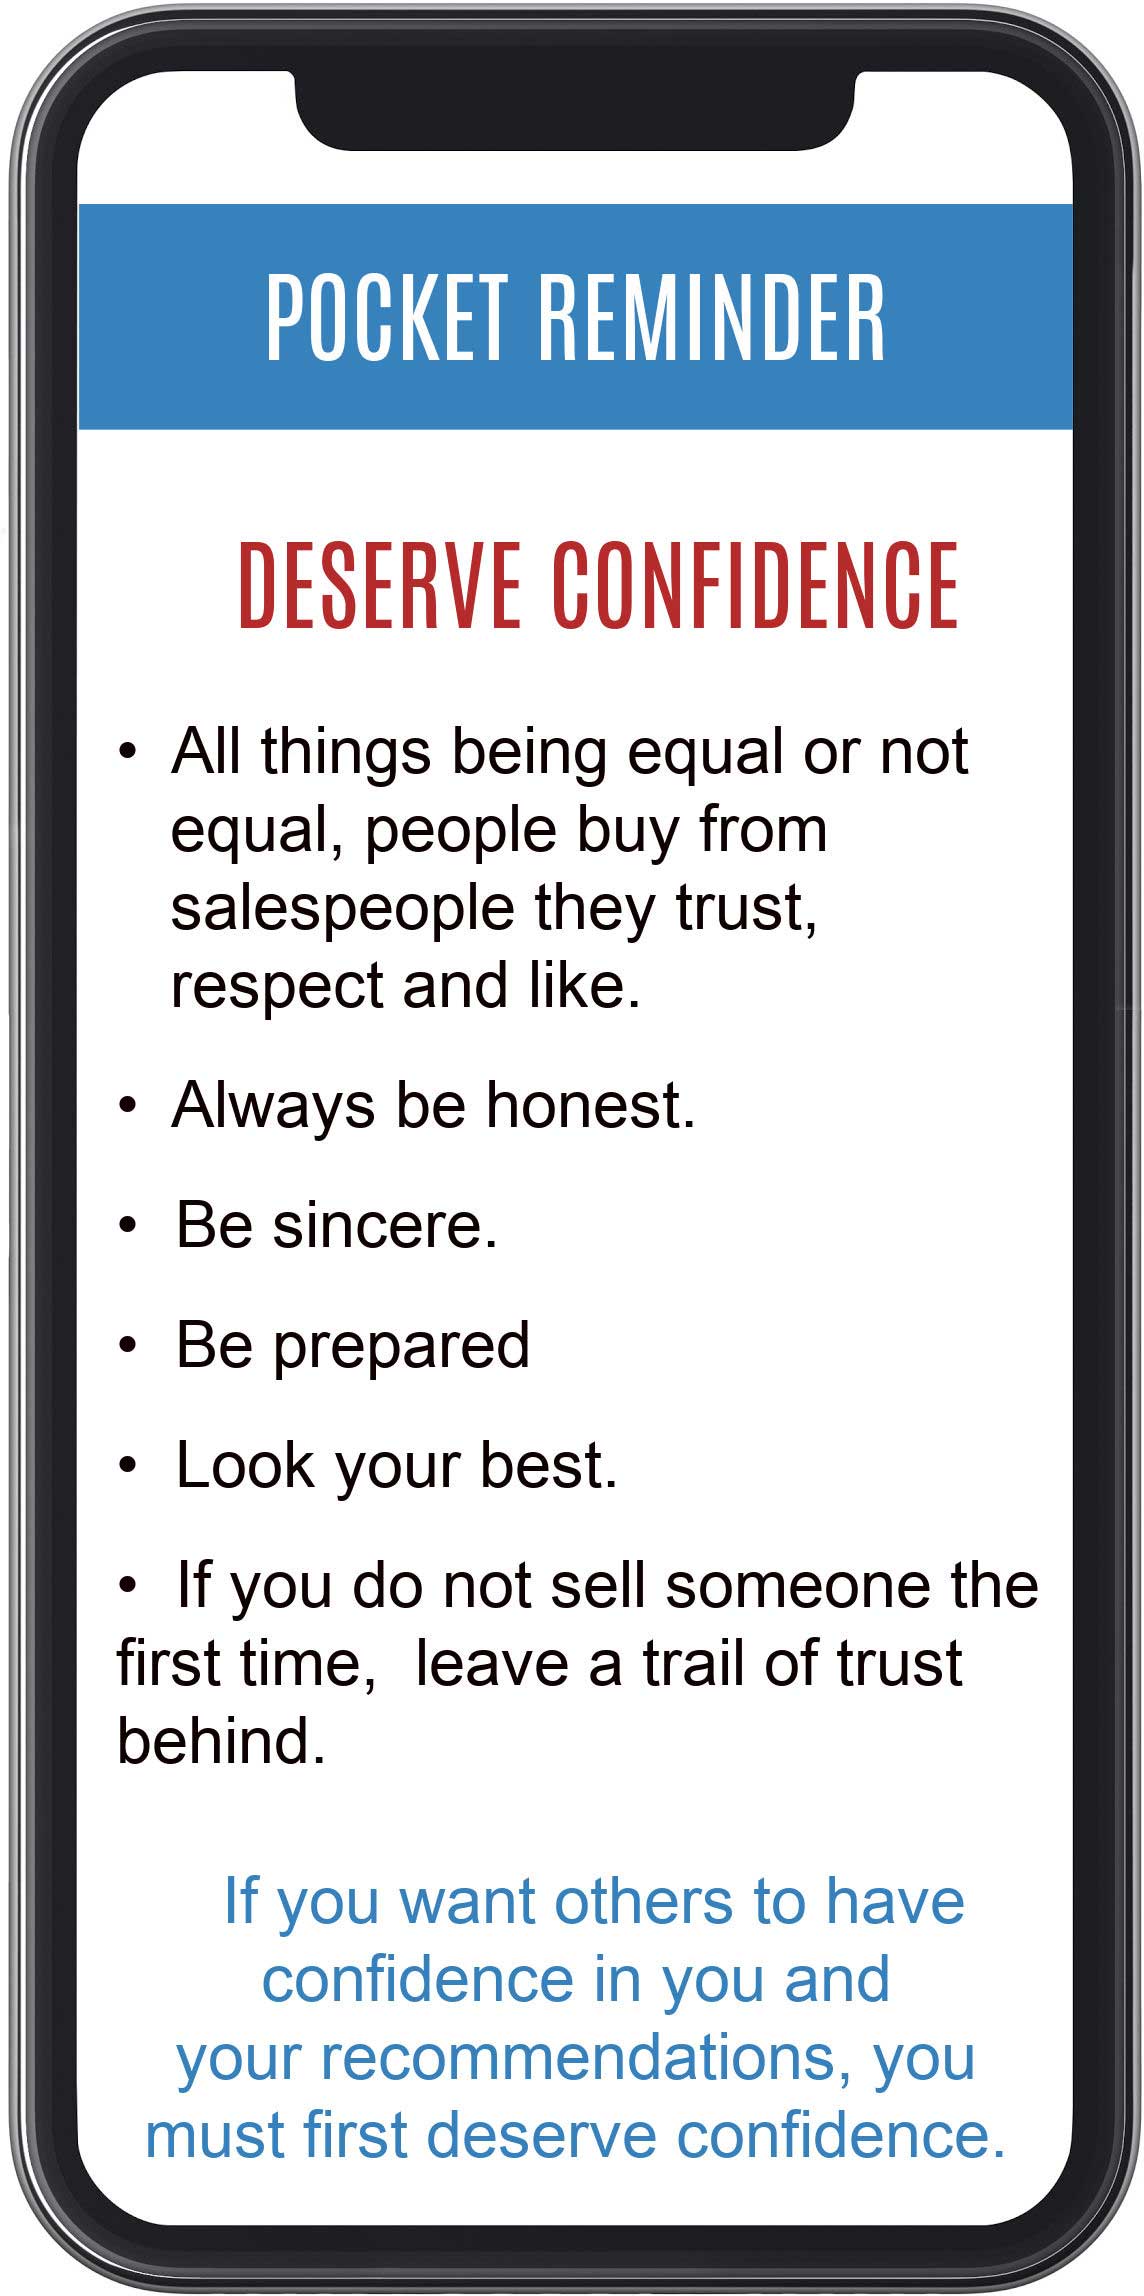 POCKET REMINDER
DESERVE CONFIDENCE
• All things being equal or not
equal, people buy from
salespeople they trust,
respect and like.
• Always be honest.
• Be sincere.
• Be prepared
• Look your best.
• If you do not sell someone the
first time,  leave a trail of trust
behind.
If you want others to have
confidence in you and
your recommendations, you
must first deserve confidence.